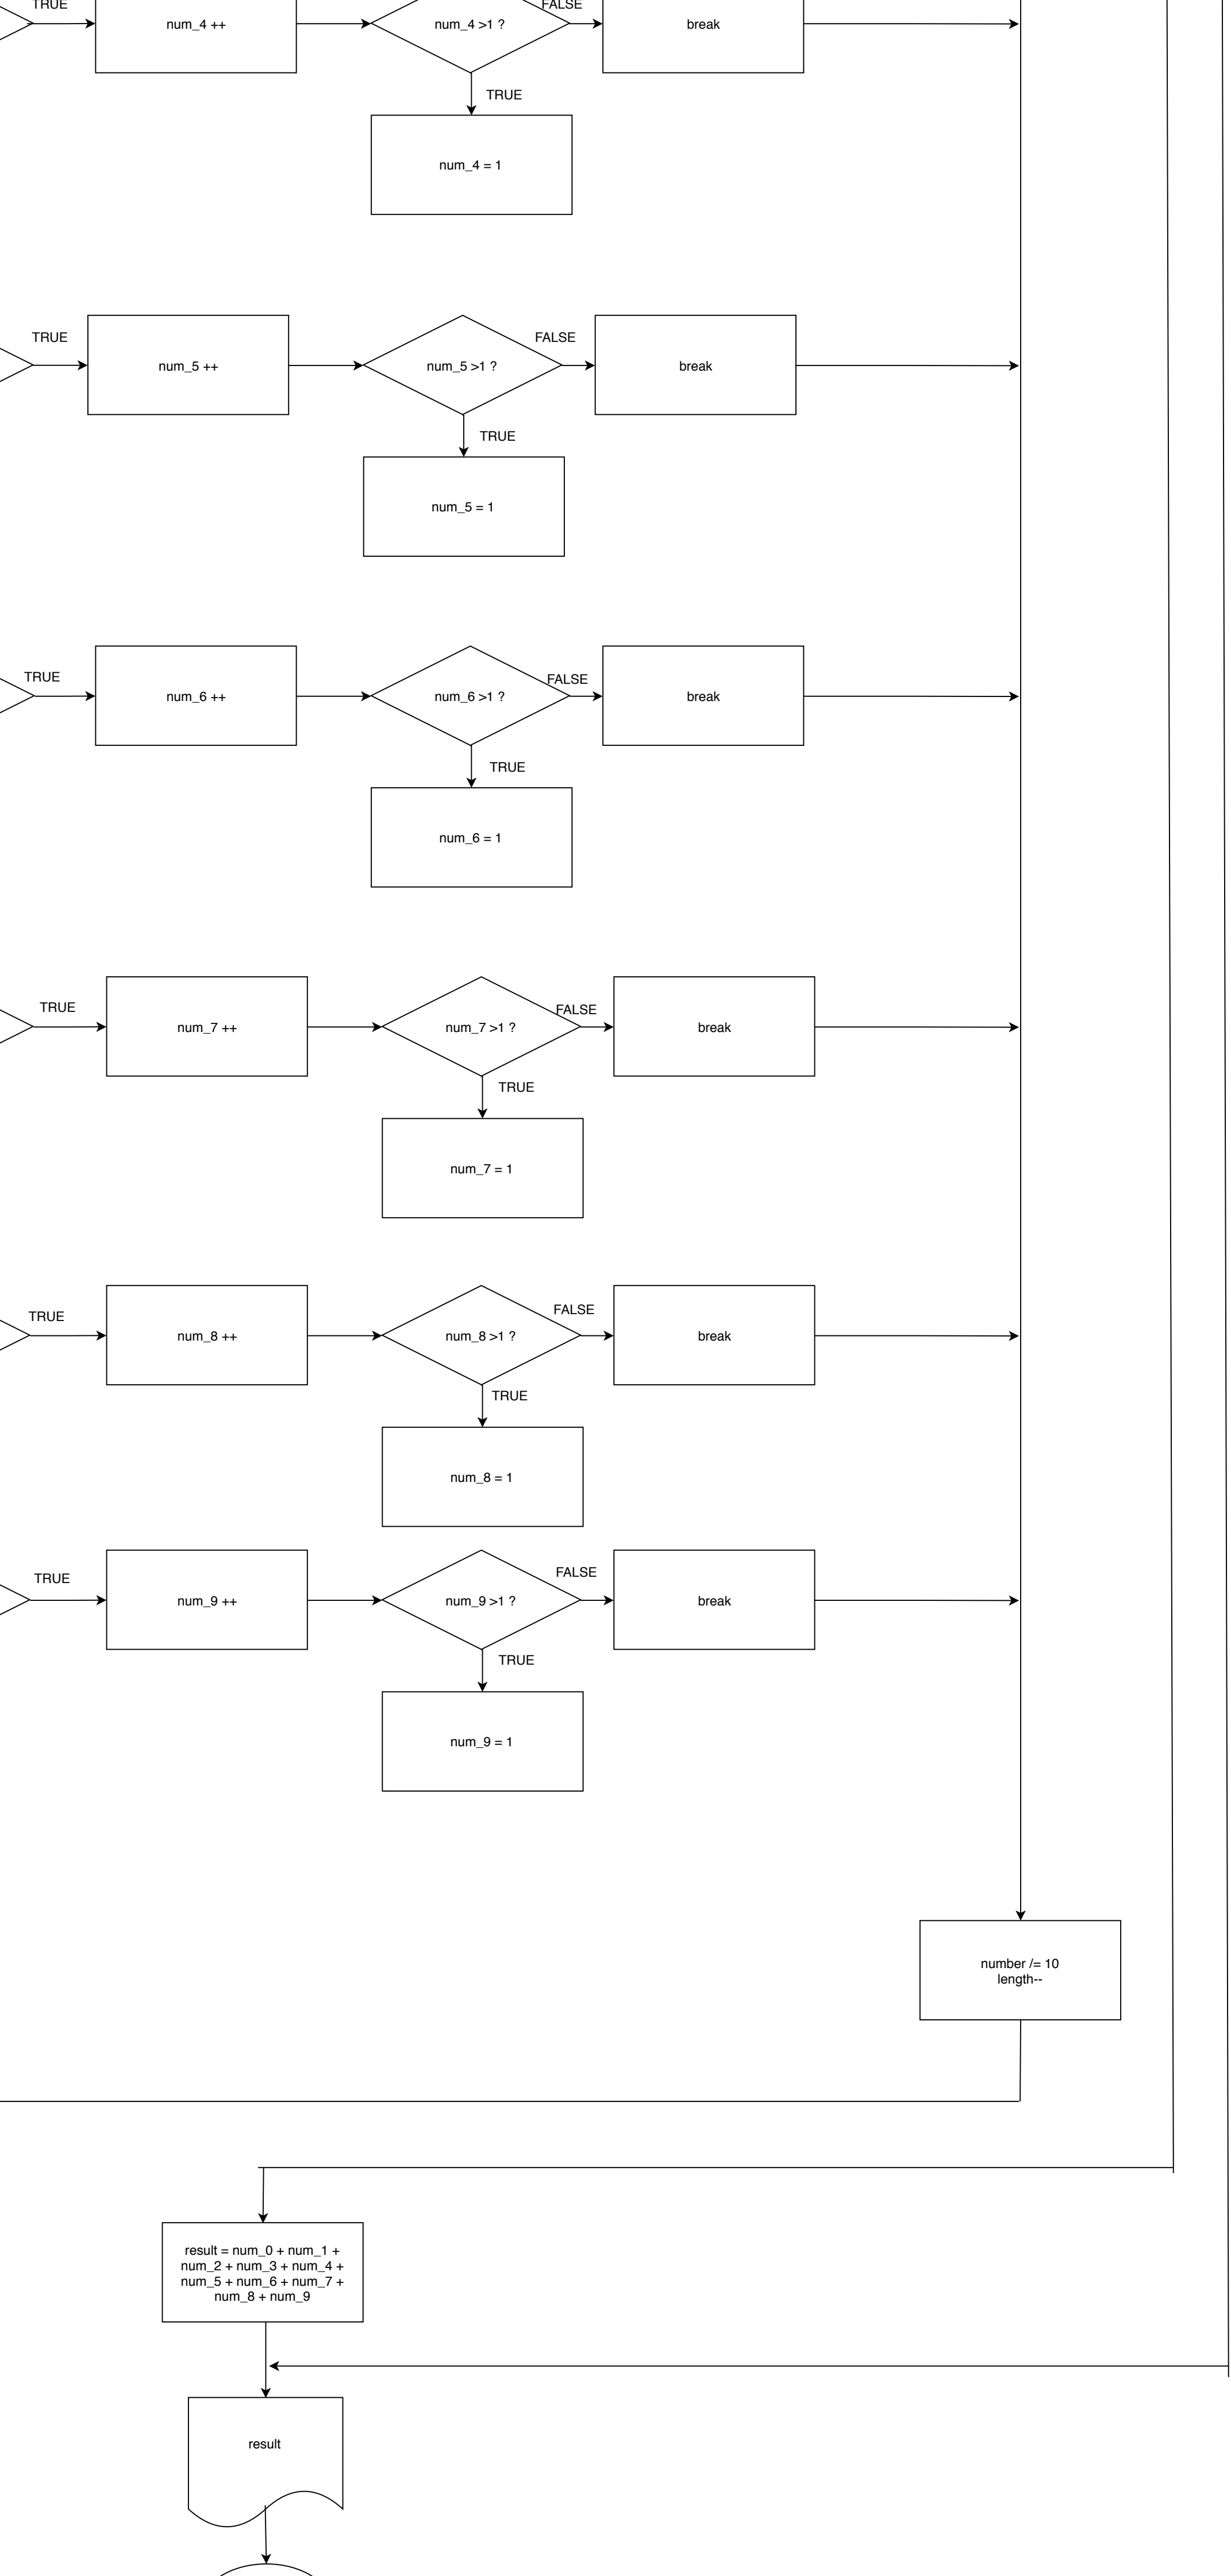 TRUE
FALSE
num_4 ++
num_4 >1 ?
break
TRUE
num_4 = 1
TRUE
FALSE
num_5 ++
num_5 >1 ?
break
TRUE
num_5 = 1
TRUE
FALSE
num_6 ++
num_6 >1 ?
break
TRUE
num_6 = 1
TRUE
FALSE
num_7 ++
num_7 >1 ?
break
TRUE
num_7 = 1
TRUE
FALSE
num_8 ++
num_8 >1 ?
break
TRUE
num_8 = 1
TRUE
FALSE
num_9 ++
num_9 >1 ?
break
TRUE
num_9 = 1
number /= 10
length--
result = num_0 + num_1 +
num_2 + num_3 + num_4 +
num_5 + num_6 + num_7 +
num_8 + num_9
result